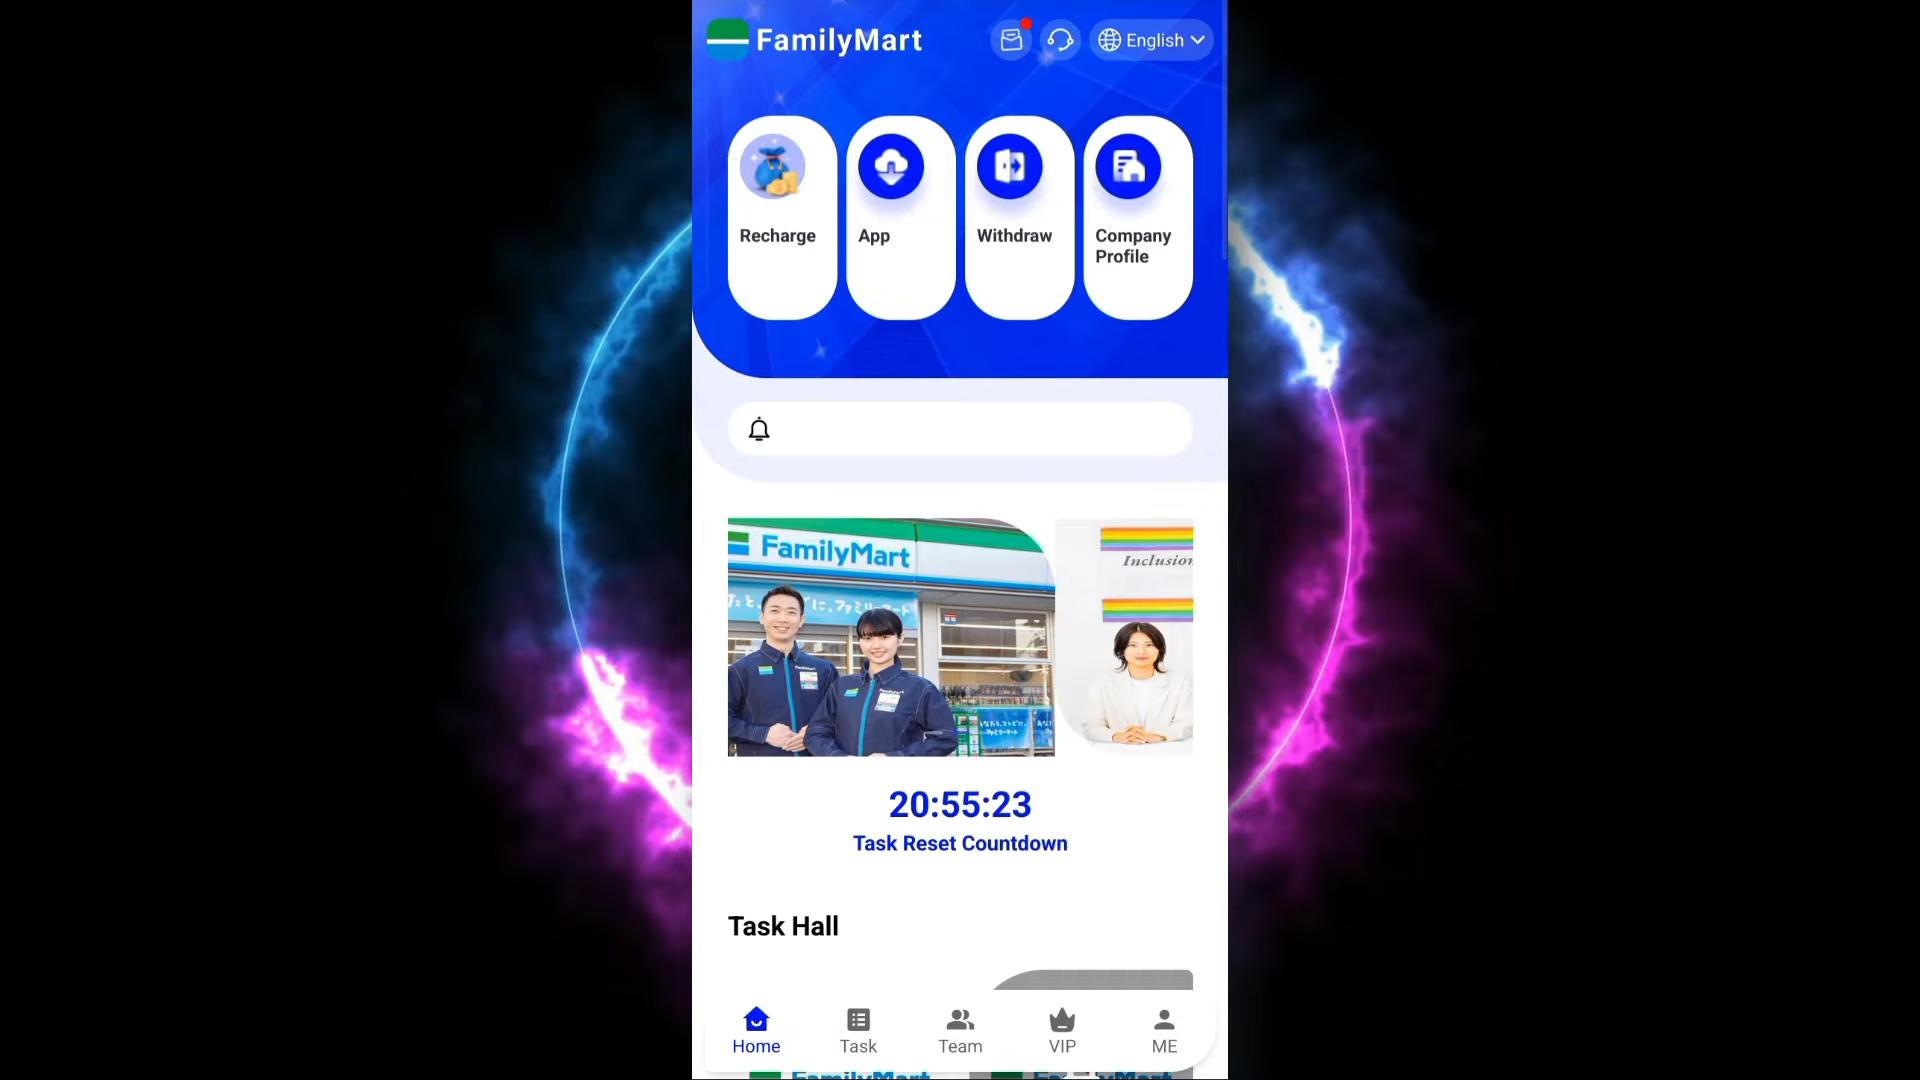 FamilyMart
English
Recharge
App
Withdraw
Company
Profile
FamilyMart
Inclusion
20:55:23
Task Reset Countdown
Task Hall
Home
Task
Team
VIP
ME
FamilyMart